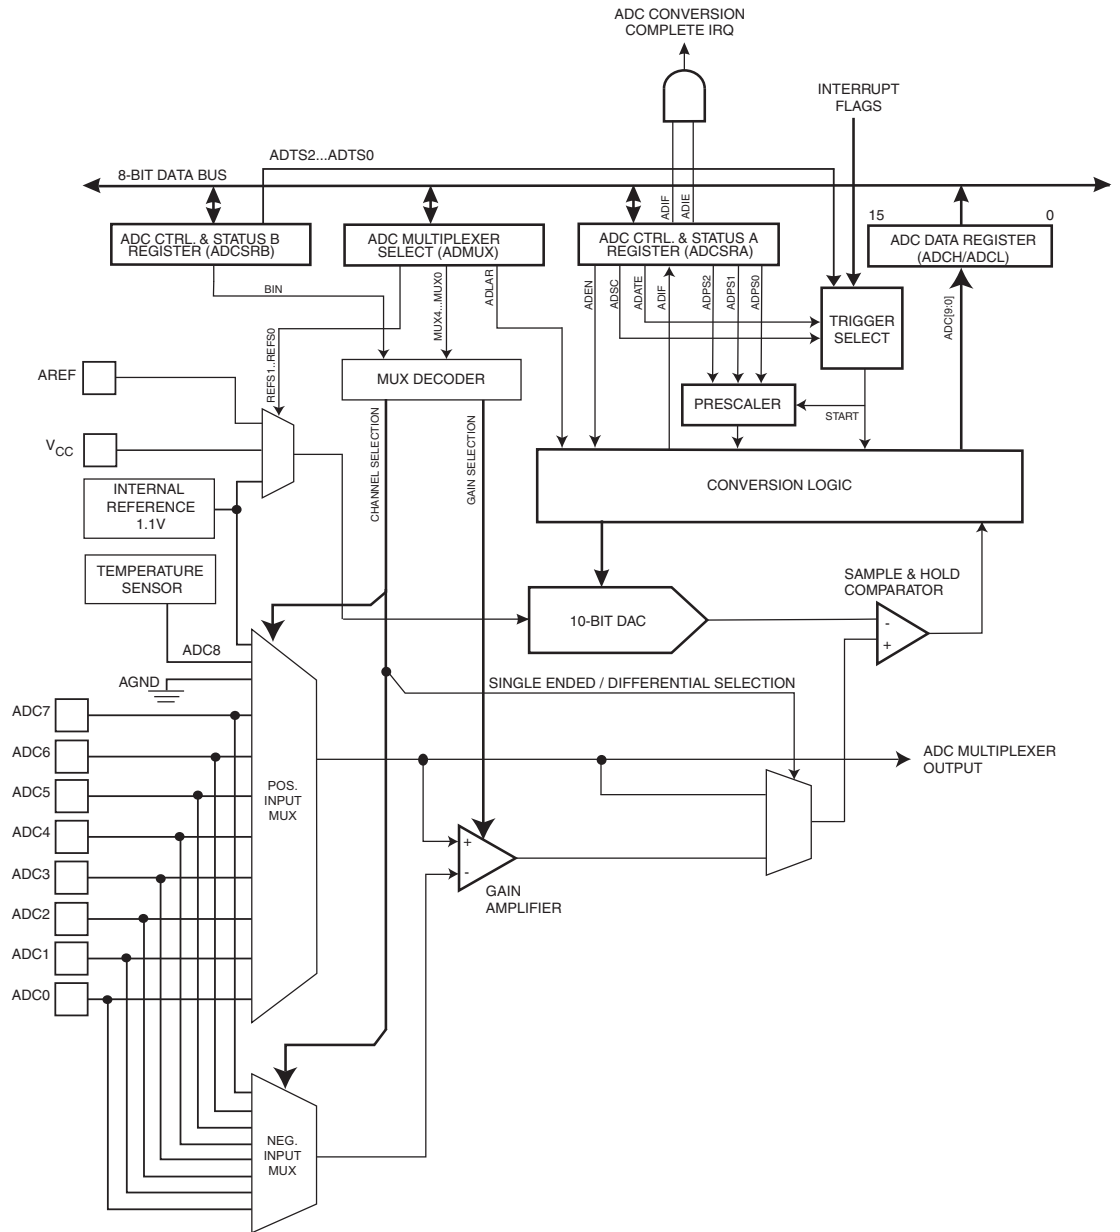 ADC CONVERSION
COMPLETE IRQ
INTERRUPT
FLAGS
ADTS2...ADTS0
8-BIT DATA BUS
ADIF
ADIE
15
0
ADC CTRL. & STATUS B
REGISTER (ADCSRB)
ADC MULTIPLEXER
SELECT (ADMUX)
ADC CTRL. & STATUS A
REGISTER (ADCSRA)
ADC DATA REGISTER
(ADCH/ADCL)
BIN
REFS1..REFS0
MUX4...MUX0
ADLAR
ADEN
ADSC
ADATE
ADIF
ADPS2
ADPS1
ADPS0
TRIGGER
SELECT
ADC[9:0]
AREF
MUX DECODER
PRESCALER
START
VCC
CHANNEL SELECTION
GAIN SELECTION
INTERNAL
REFERENCE
1.1V
CONVERSION LOGIC
TEMPERATURE
SENSOR
SAMPLE & HOLD
COMPARATOR
10-BIT DAC
-
+
ADC8
AGND
SINGLE ENDED / DIFFERENTIAL SELECTION
ADC7
ADC6
ADC5
ADC4
ADC3
ADC2
ADC1
ADC0
POS.
INPUT
MUX
ADC MULTIPLEXER
OUTPUT
+
-
GAIN
AMPLIFIER
NEG.
INPUT
MUX